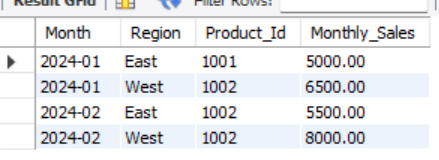 Result Grid Filter Rows:
Month Region Product_Id Monthly_Sales
2024-01 East 1001 5000.00
2024-01 West 1002 6500.00
2024-02 East 1002 5500.00
2024-02 West 1002 8000.00